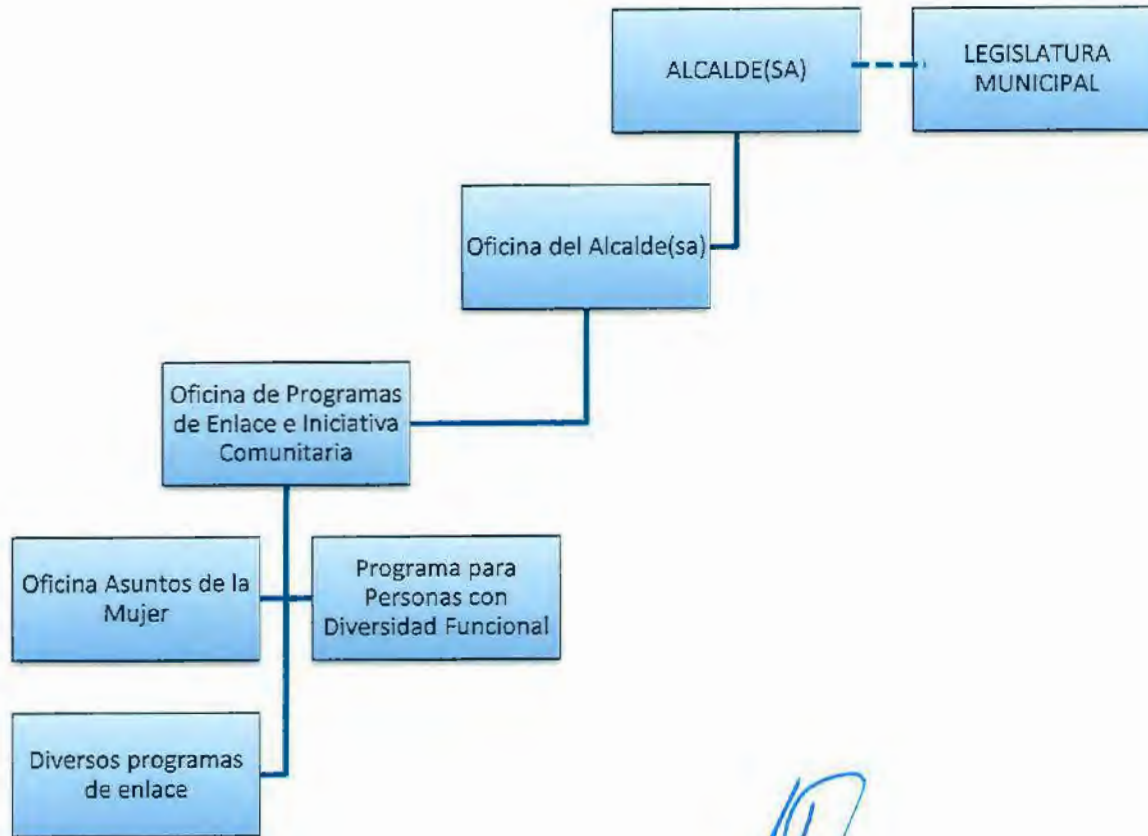 ALCALDE(SA)
LEGISLATURA
MUNICIPAL
Oficina del Alcalde(sa)
Oficina de Programas
de Enlace e Iniciativa
Comunitaria
Oficina Asuntos de la
Mujer
Programa para
Personas con
Diversidad Funcional
Diversos programas
de enlace